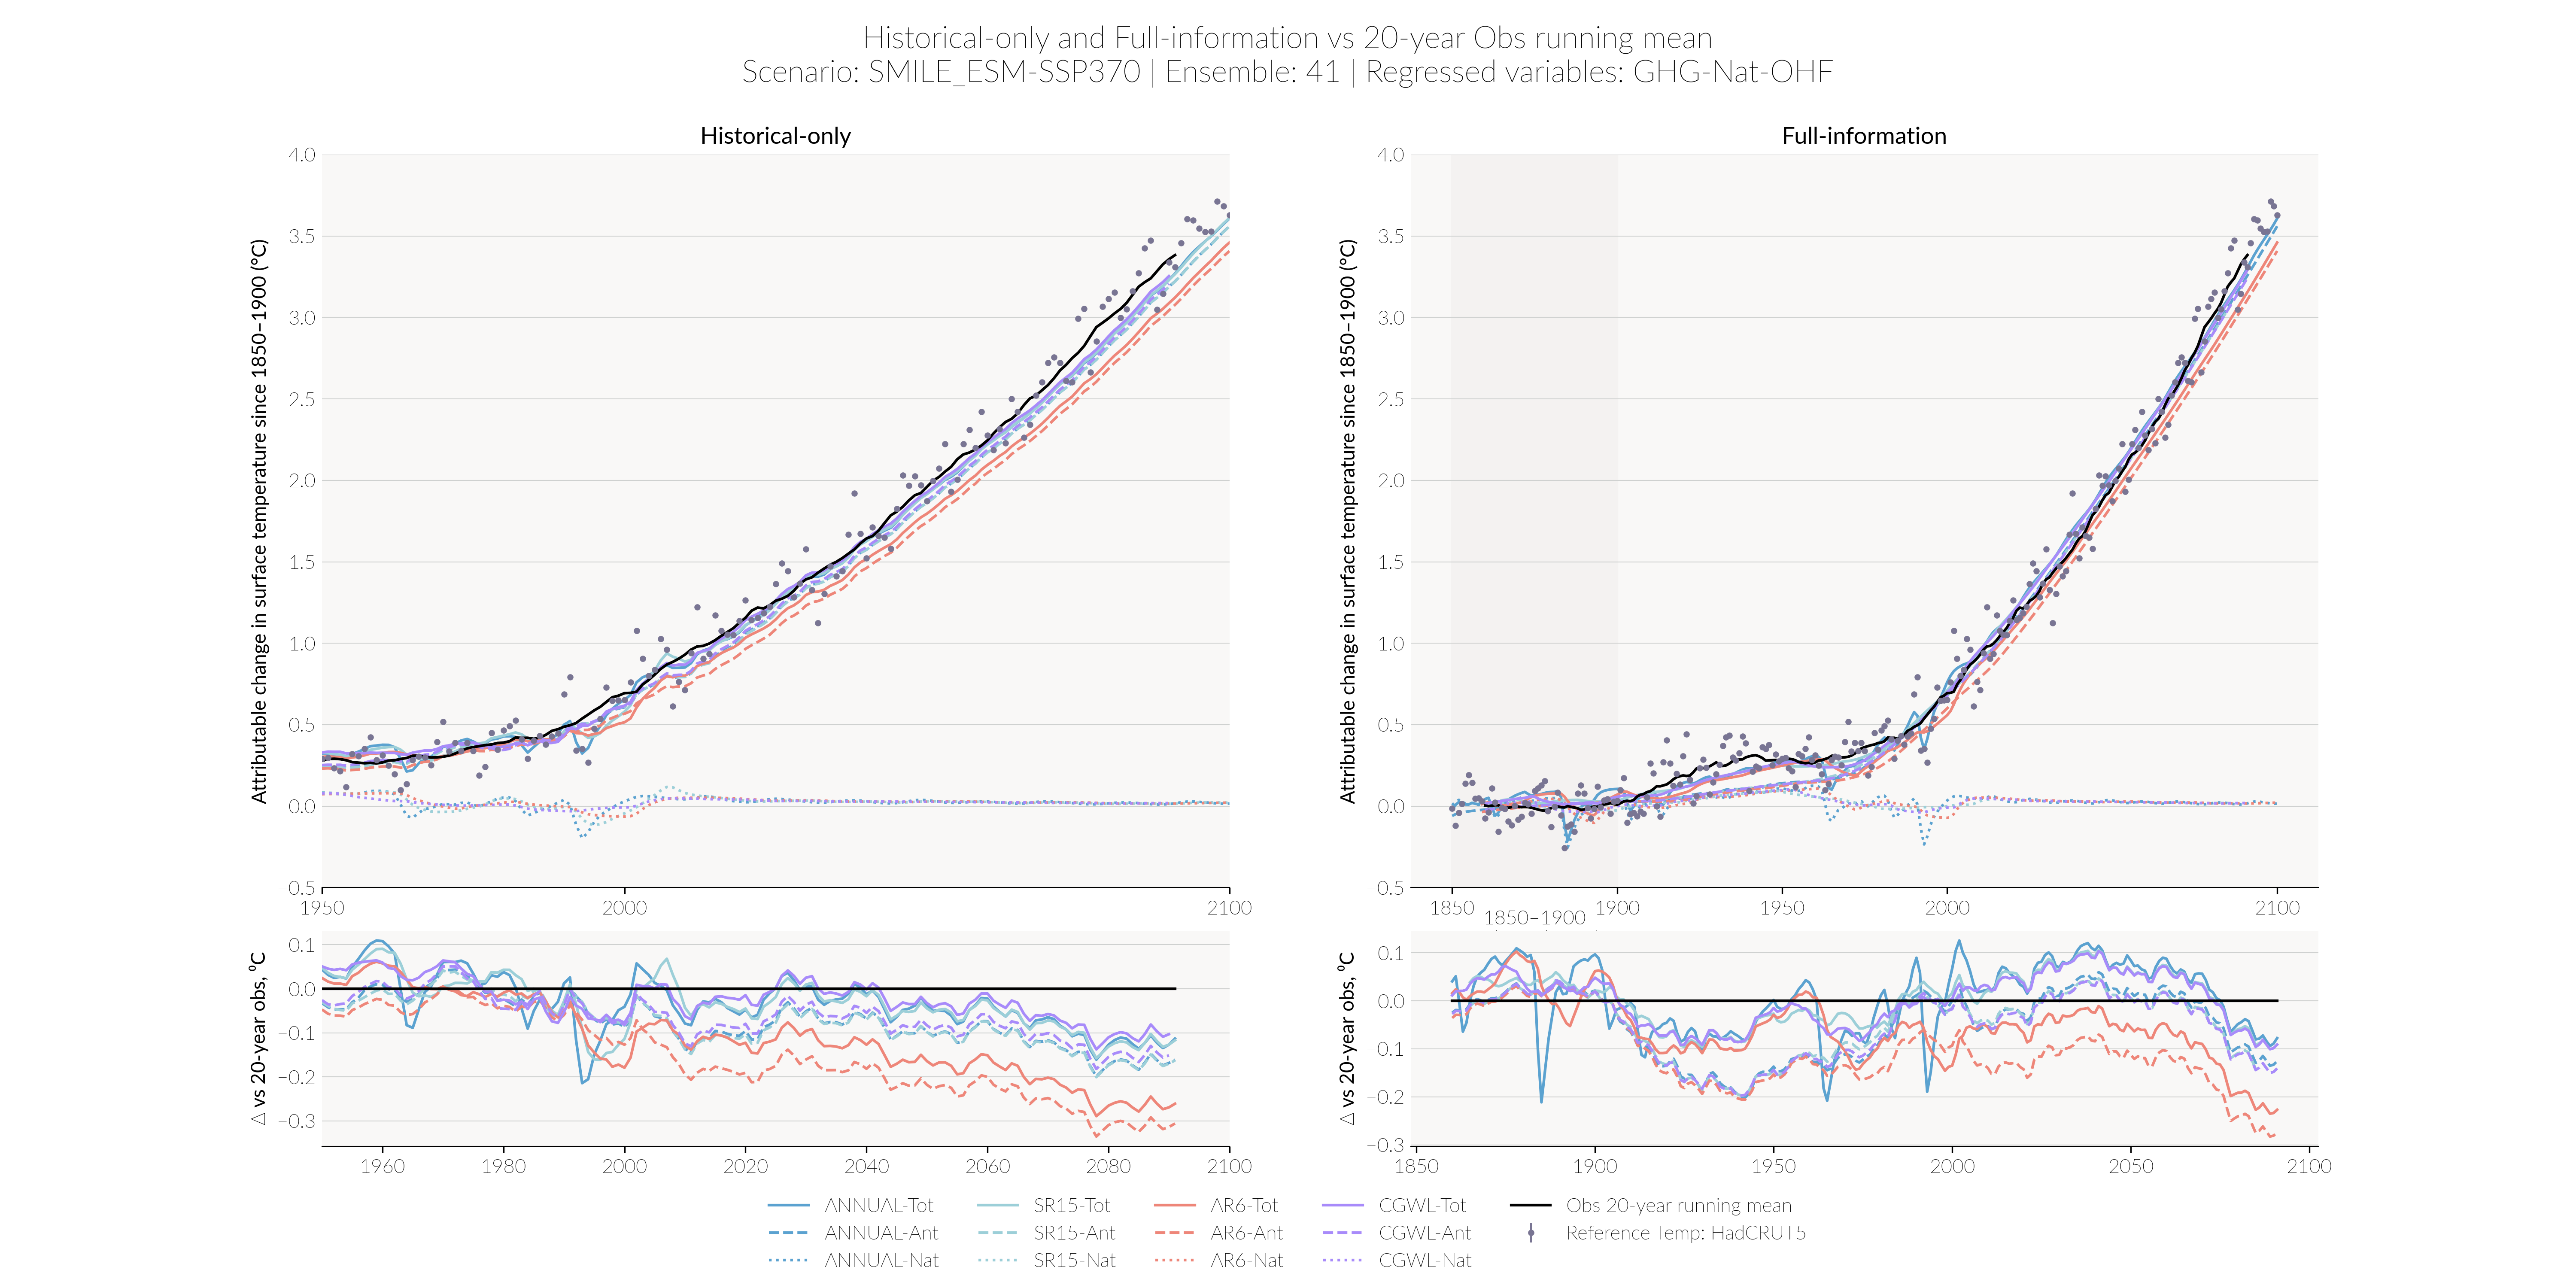 Historical-only and Full-information vs 20-year Obs running mean
Scenario: SMILE_ESM-SSP370 | Ensemble: 41 | Regressed variables: GHG-Nat-OHF
Historical-only
Attributable change in surface temperature since 1850–1900 (°C)
4.0
3.5
3.0
2.5
2.0
1.5
1.0
0.5
0.0
−0.5
1950 2000 2100
Δ vs 20-year obs, °C
0.1
0.0
−0.1
−0.2
−0.3
1960 1980 2000 2020 2040 2060 2080 2100
Full-information
Attributable change in surface temperature since 1850–1900 (°C)
4.0
3.5
3.0
2.5
2.0
1.5
1.0
0.5
0.0
−0.5
1850 1900 1950 2000 2100
1850–1900
Δ vs 20-year obs, °C
0.1
0.0
−0.1
−0.2
−0.3
1850 1900 1950 2000 2050 2100
ANNUAL-Tot SR15-Tot AR6-Tot CGWL-Tot Obs 20-year running mean
ANNUAL-Ant SR15-Ant AR6-Ant CGWL-Ant Reference Temp: HadCRUT5
ANNUAL-Nat SR15-Nat AR6-Nat CGWL-Nat